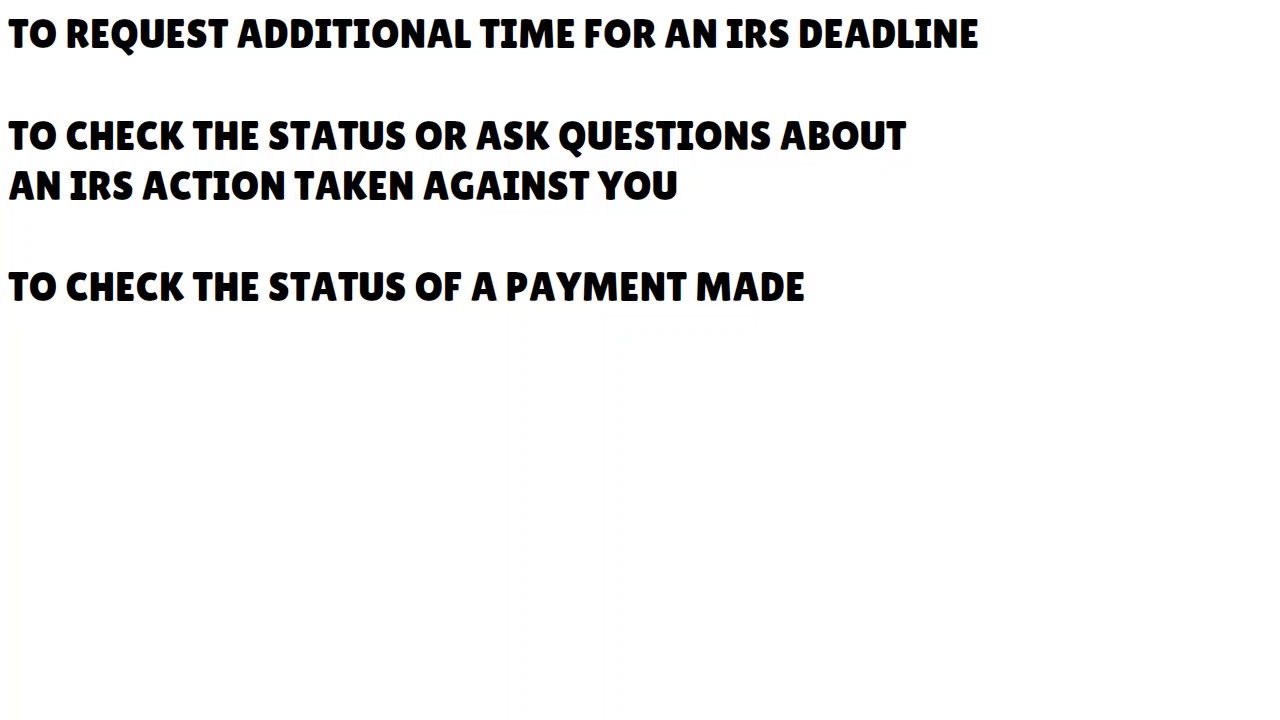 TO REQUEST ADDITIONAL TIME FOR AN IRS DEADLINE
TO CHECK THE STATUS OR ASK QUESTIONS ABOUT
AN IRS ACTION TAKEN AGAINST YOU
TO CHECK THE STATUS OF A PAYMENT MADE